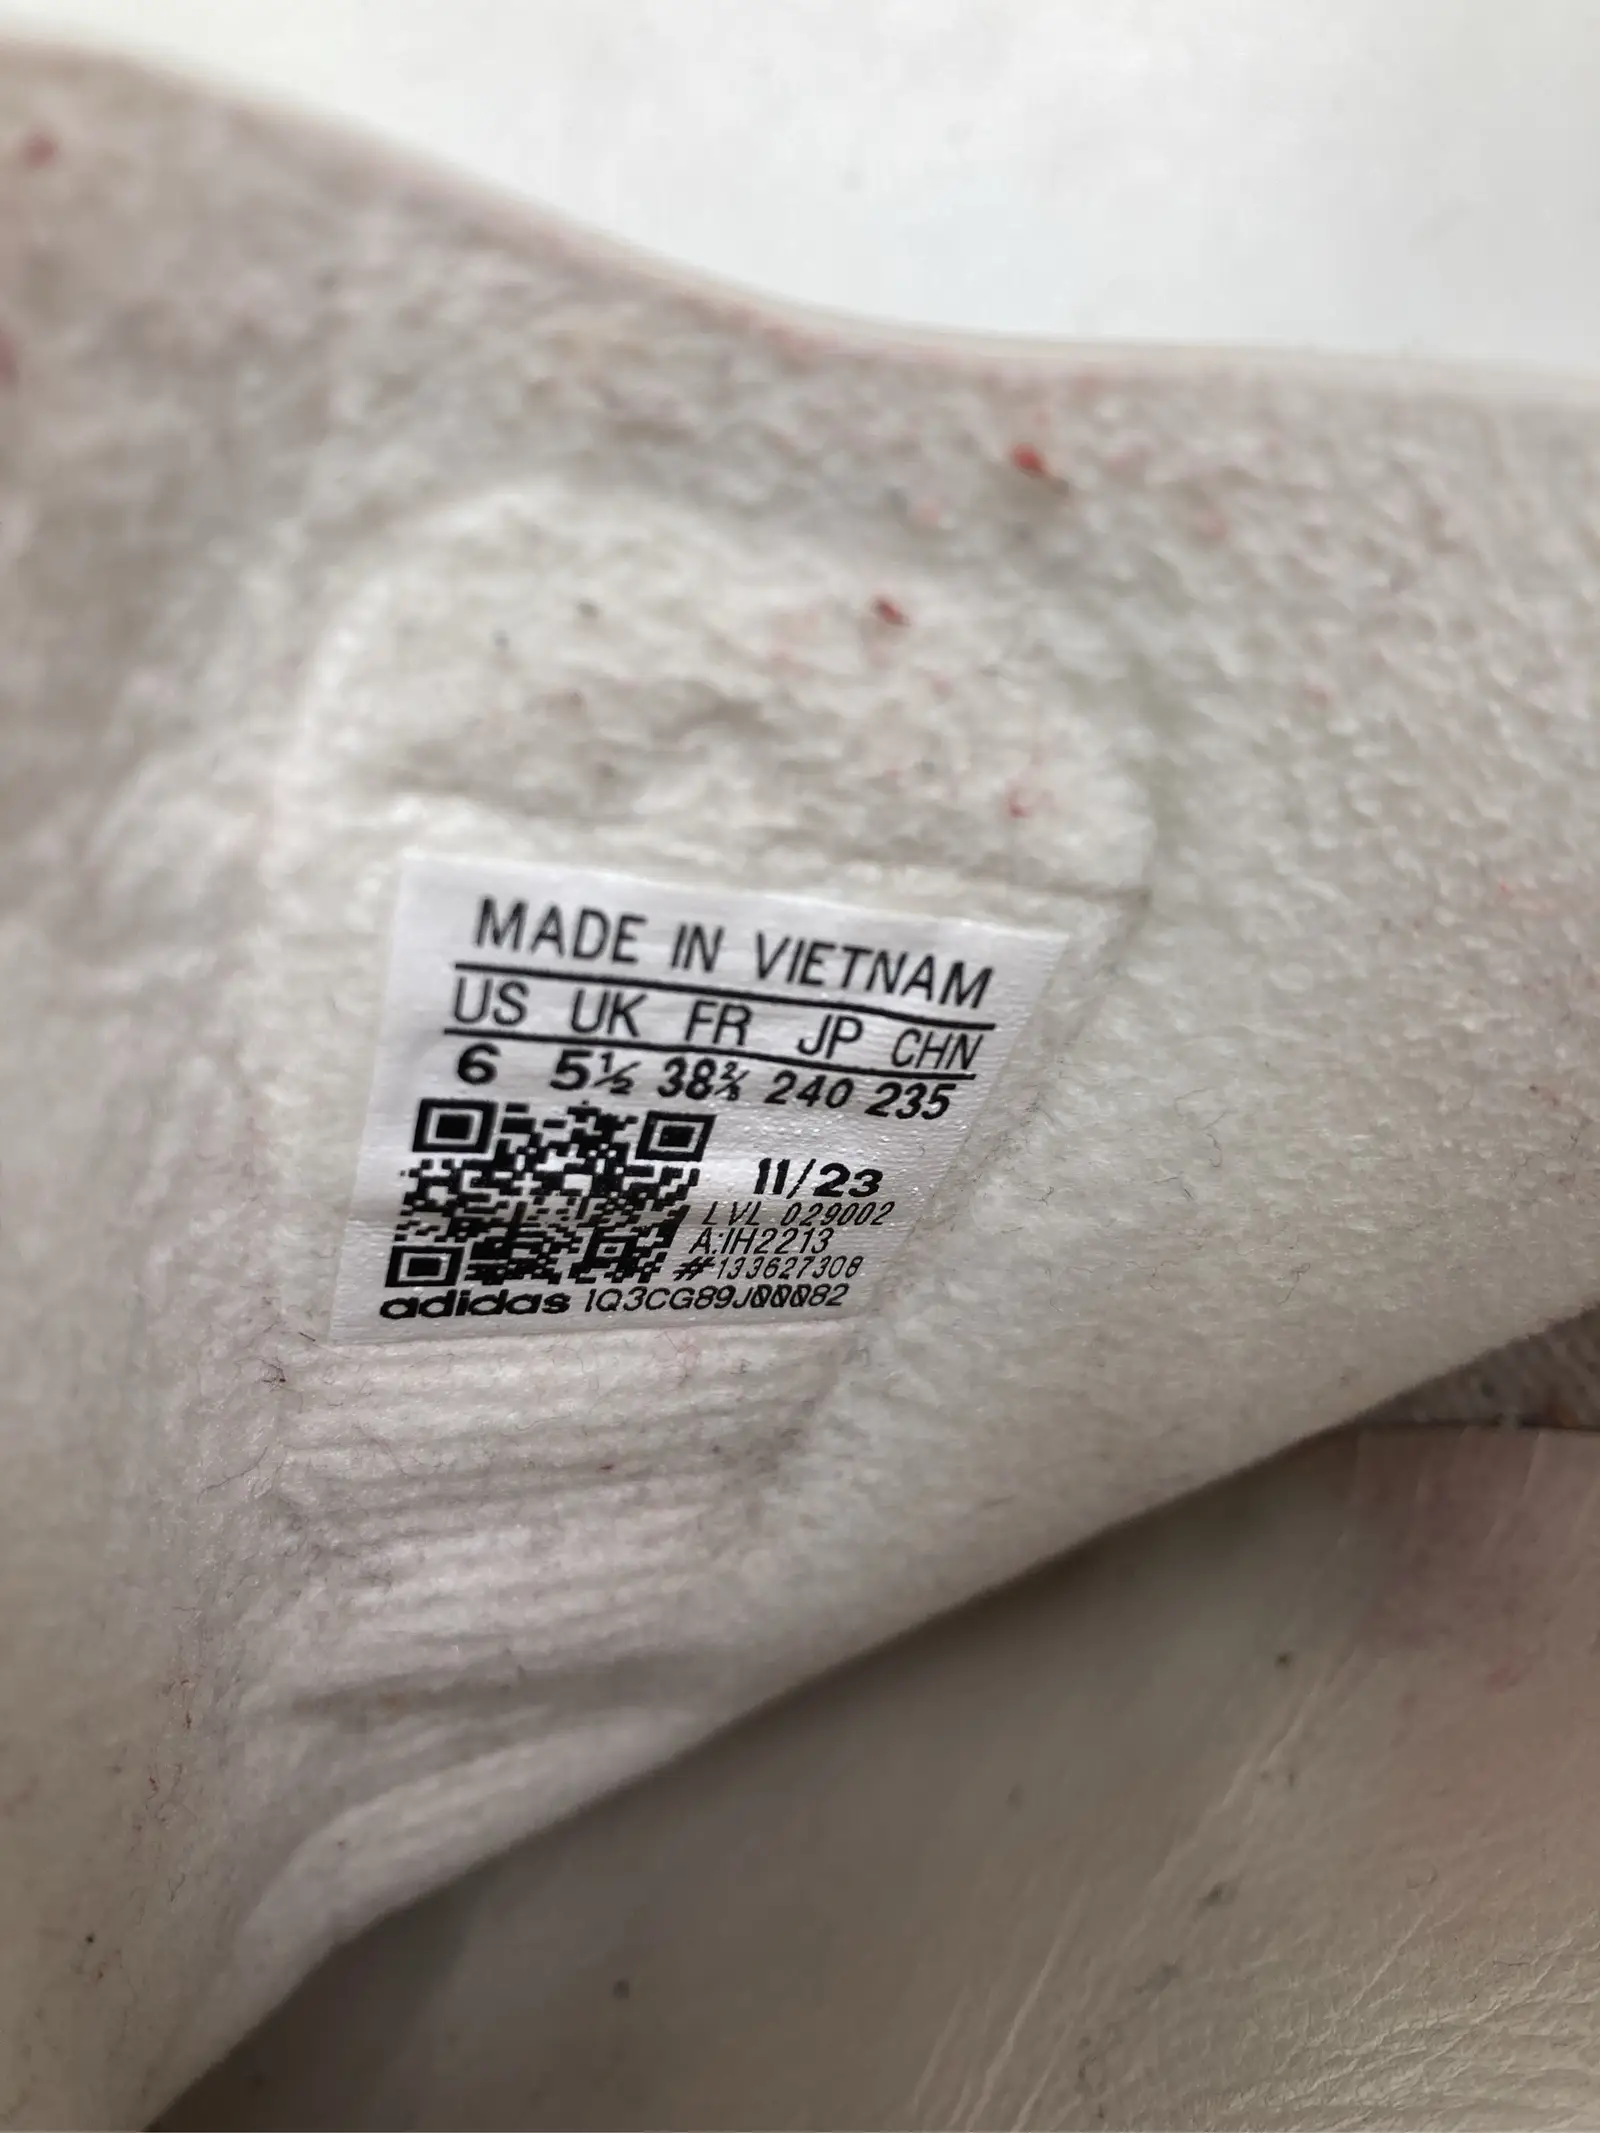 MADE IN VIETNAM
US UK FR JP CHN
6 5½ 38⅔ 240 235
11/23
LVL 029002
A:IH2213
#133627308
adidas 1Q3CG89J00082